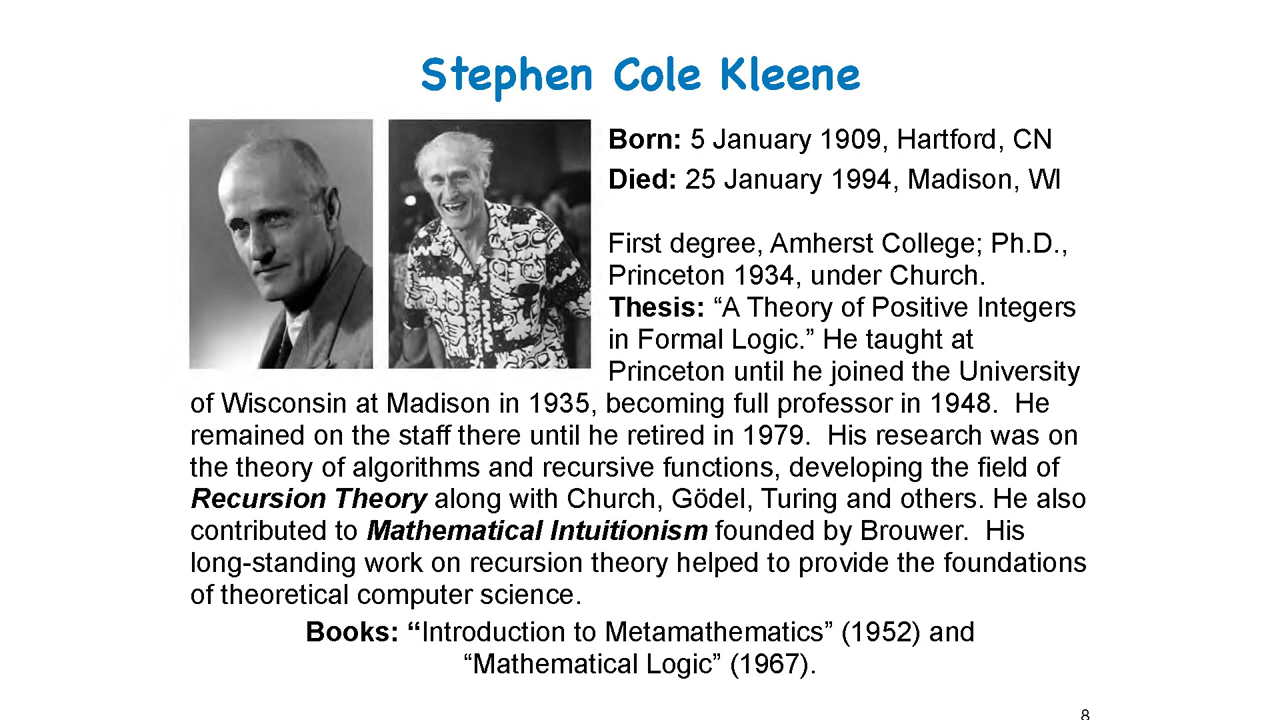 Stephen Cole Kleene
Born: 5 January 1909, Hartford, CN
Died: 25 January 1994, Madison, WI
First degree, Amherst College; Ph.D.,
Princeton 1934, under Church.
Thesis: “A Theory of Positive Integers
in Formal Logic.” He taught at
Princeton until he joined the University
of Wisconsin at Madison in 1935, becoming full professor in 1948.  He
remained on the staff there until he retired in 1979.  His research was on
the theory of algorithms and recursive functions, developing the field of
Recursion Theory along with Church, Gödel, Turing and others. He also
contributed to Mathematical Intuitionism founded by Brouwer.  His
long-standing work on recursion theory helped to provide the foundations
of theoretical computer science.
Books: “Introduction to Metamathematics” (1952) and
“Mathematical Logic” (1967).
8